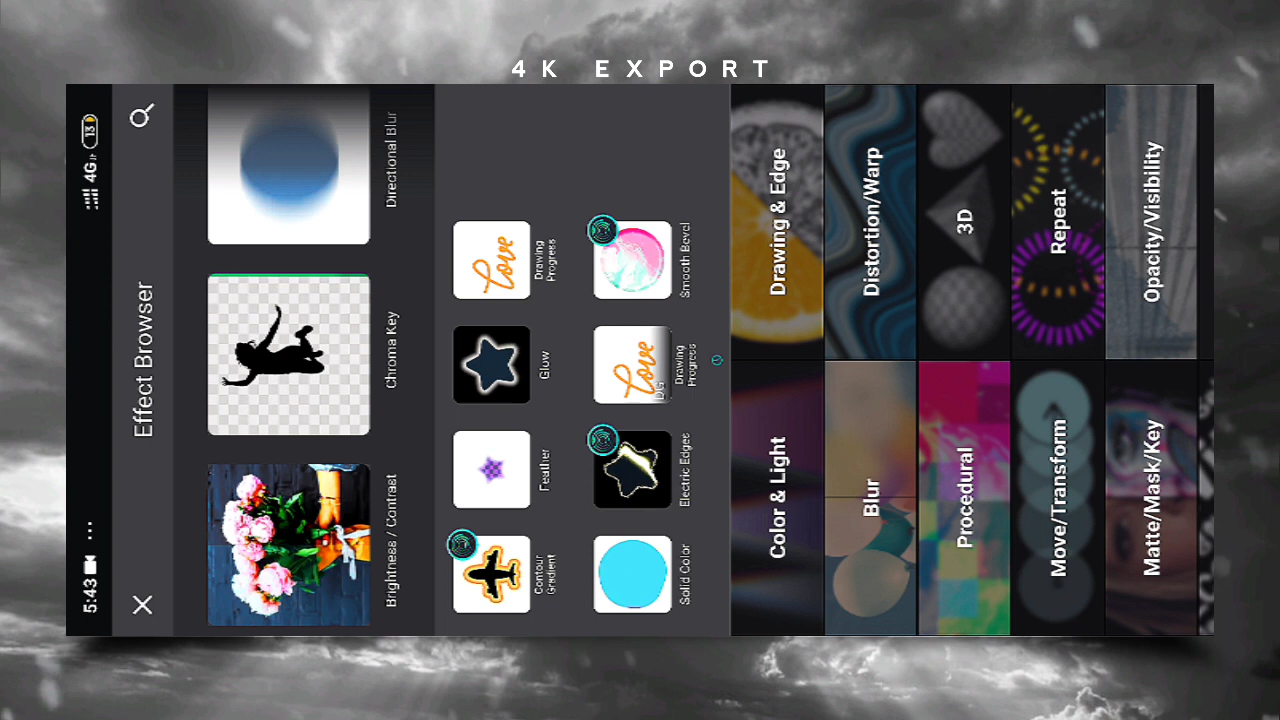 4K EXPORT
5:43 ...
4G 13
Effect Browser
Brightness / Contrast
Chroma Key
Directional Blur
Contour
Gradient
Feather
Glow
Drawing
Progress
Solid Color
Electric Edges
Drawing
Progress
Smooth Bevel
love
love
Color & Light
Drawing & Edge
Blur
Distortion/Warp
Procedural
3D
Move/Transform
Repeat
Matte/Mask/Key
Opacity/Visibility